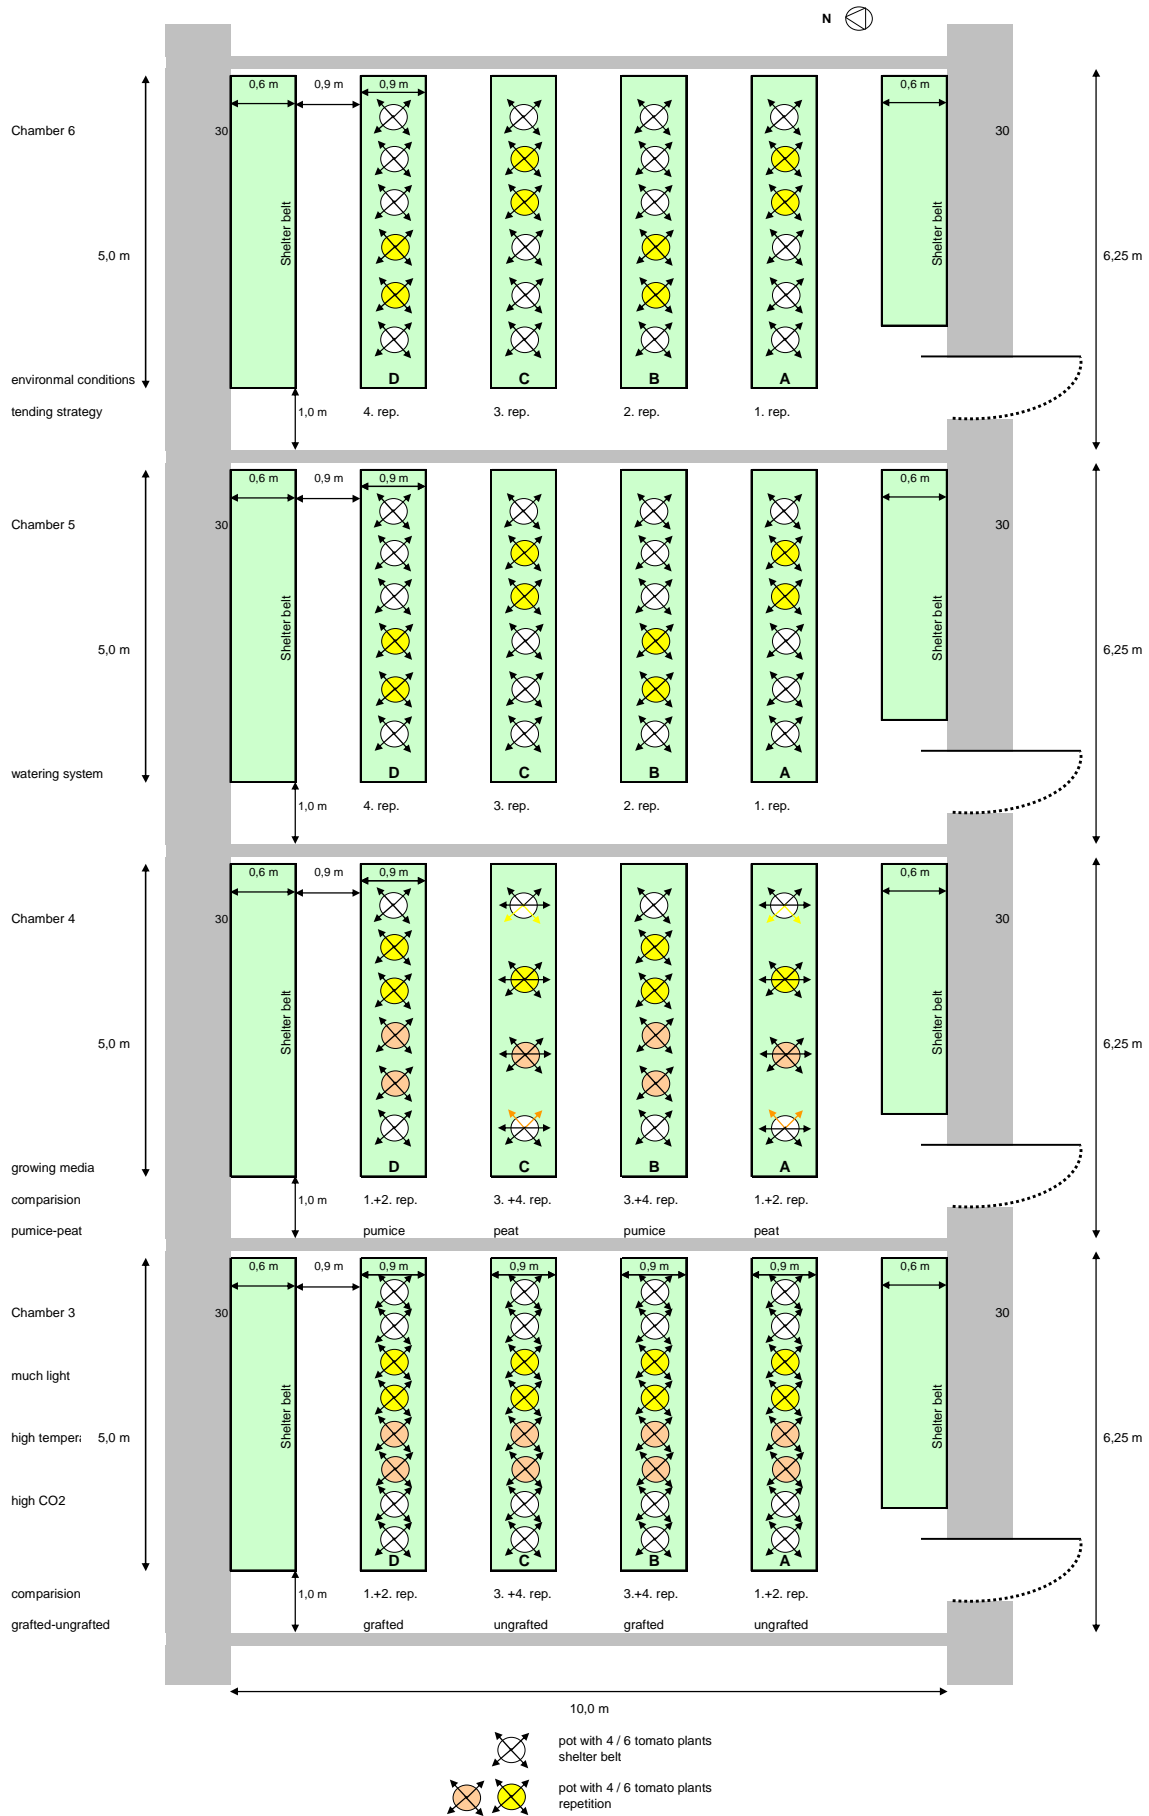 N
0,6 m
0,9 m
0,9 m
0,6 m
Chamber 6
30
30
Shelter belt
Shelter belt
5,0 m
6,25 m
environmal conditions
D
C
B
A
tending strategy
1,0 m
4. rep.
3. rep.
2. rep.
1. rep.
0,6 m
0,9 m
0,9 m
0,6 m
Chamber 5
30
30
Shelter belt
Shelter belt
5,0 m
6,25 m
watering system
D
C
B
A
1,0 m
4. rep.
3. rep.
2. rep.
1. rep.
0,6 m
0,9 m
0,9 m
0,6 m
Chamber 4
30
30
Shelter belt
Shelter belt
5,0 m
6,25 m
growing media
D
C
B
A
comparision
1,0 m
1.+2. rep.
3. +4. rep.
3.+4. rep.
1.+2. rep.
pumice-peat
pumice
peat
pumice
peat
0,6 m
0,9 m
0,9 m
0,9 m
0,9 m
0,9 m
0,6 m
Chamber 3
30
30
much light
Shelter belt
Shelter belt
high tempera
5,0 m
6,25 m
high CO2
D
C
B
A
comparision
1,0 m
1.+2. rep.
3. +4. rep.
3.+4. rep.
1.+2. rep.
grafted-ungrafted
grafted
ungrafted
grafted
ungrafted
10,0 m
pot with 4 / 6 tomato plants
shelter belt
pot with 4 / 6 tomato plants
repetition